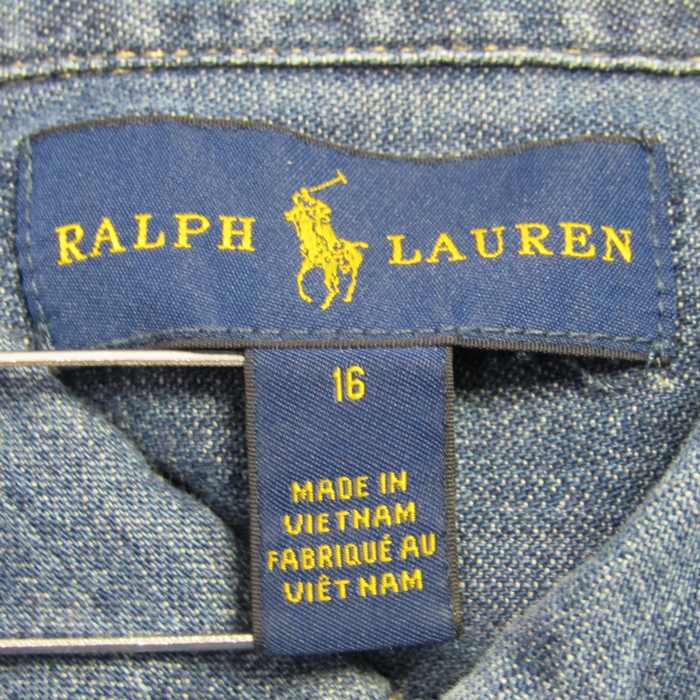 RALPH LAUREN
16
MADE IN
VIETNAM
FABRIQUÉ AU
VIÊT NAM